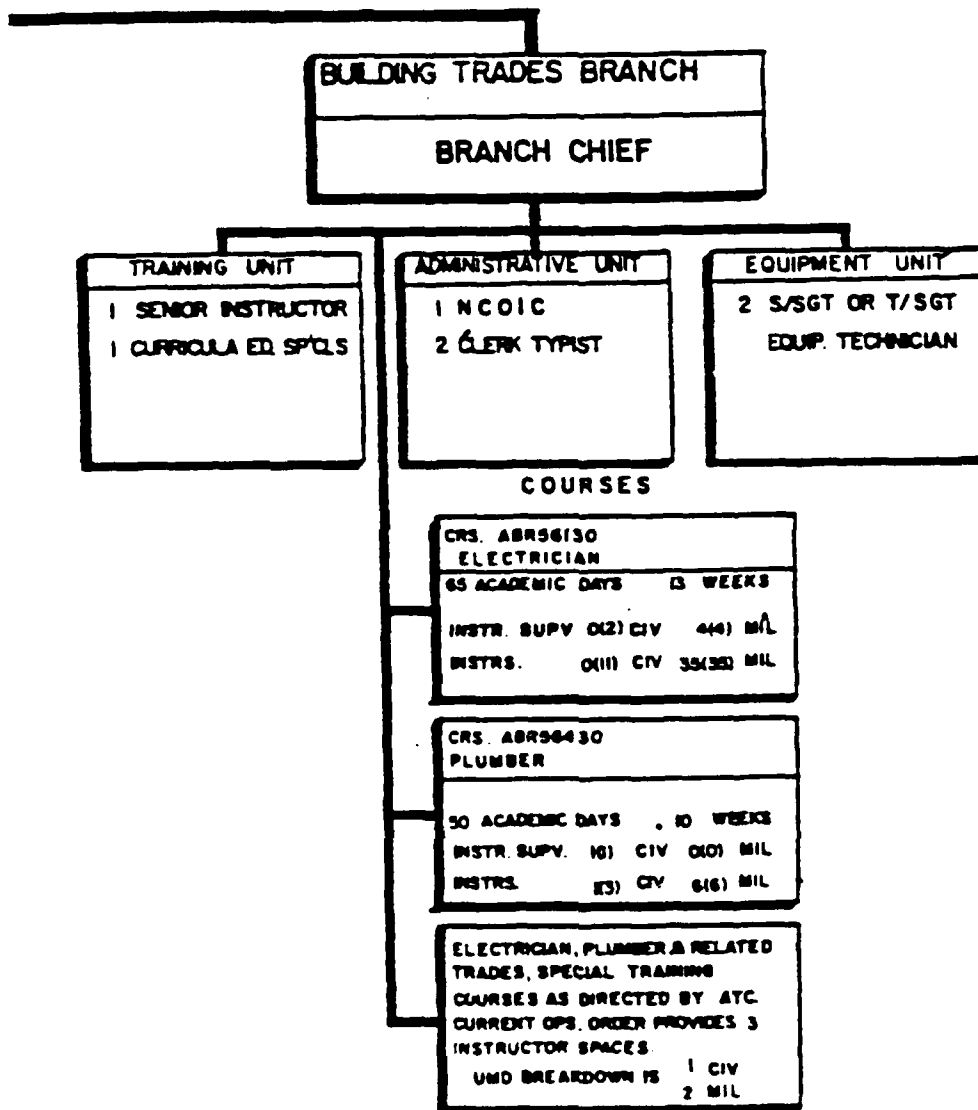 BUILDING TRADES BRANCH
BRANCH CHIEF
TRAINING UNIT
1 SENIOR INSTRUCTOR
1 CURRICULA ED. SP'CLS
ADMINISTRATIVE UNIT
1 NCOIC
2 CLERK TYPIST
EQUIPMENT UNIT
2 S/SGT OR T/SGT
EQUIP. TECHNICIAN
COURSES
CRS. ABR56130
ELECTRICIAN
65 ACADEMIC DAYS 13 WEEKS
INSTR. SUPV 0(2) CIV 4(4) MIL
INSTRS. 0(11) CIV 35(35) MIL
CRS. ABR56430
PLUMBER
50 ACADEMIC DAYS 10 WEEKS
INSTR. SUPV. CIV 0(0) MIL
INSTRS. CIV 6(6) MIL
ELECTRICIAN, PLUMBER & RELATED
TRADES, SPECIAL TRAINING
COURSES AS DIRECTED BY ATC.
CURRENT OPS. ORDER PROVIDES 3
INSTRUCTOR SPACES.
UMD BREAKDOWN IS 1 CIV
2 MIL